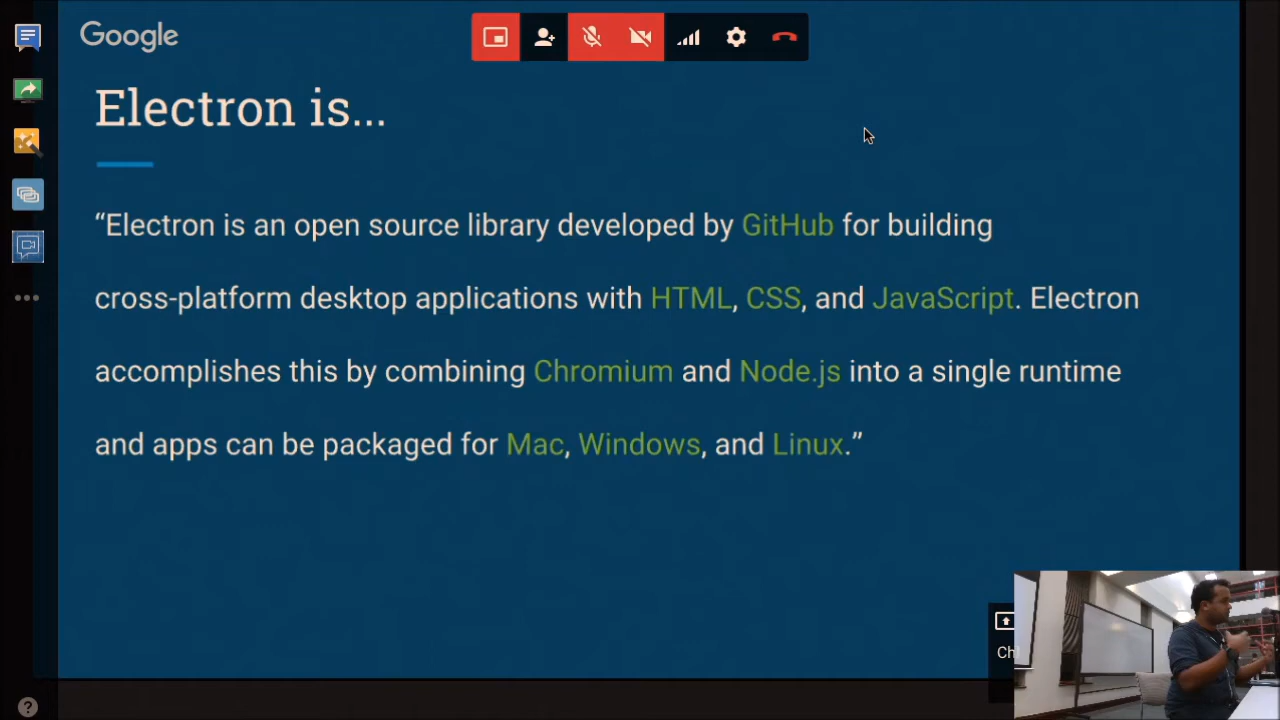 Google
Electron is...
“Electron is an open source library developed by GitHub for building
cross-platform desktop applications with HTML, CSS, and JavaScript. Electron
accomplishes this by combining Chromium and Node.js into a single runtime
and apps can be packaged for Mac, Windows, and Linux.”
Ch
?